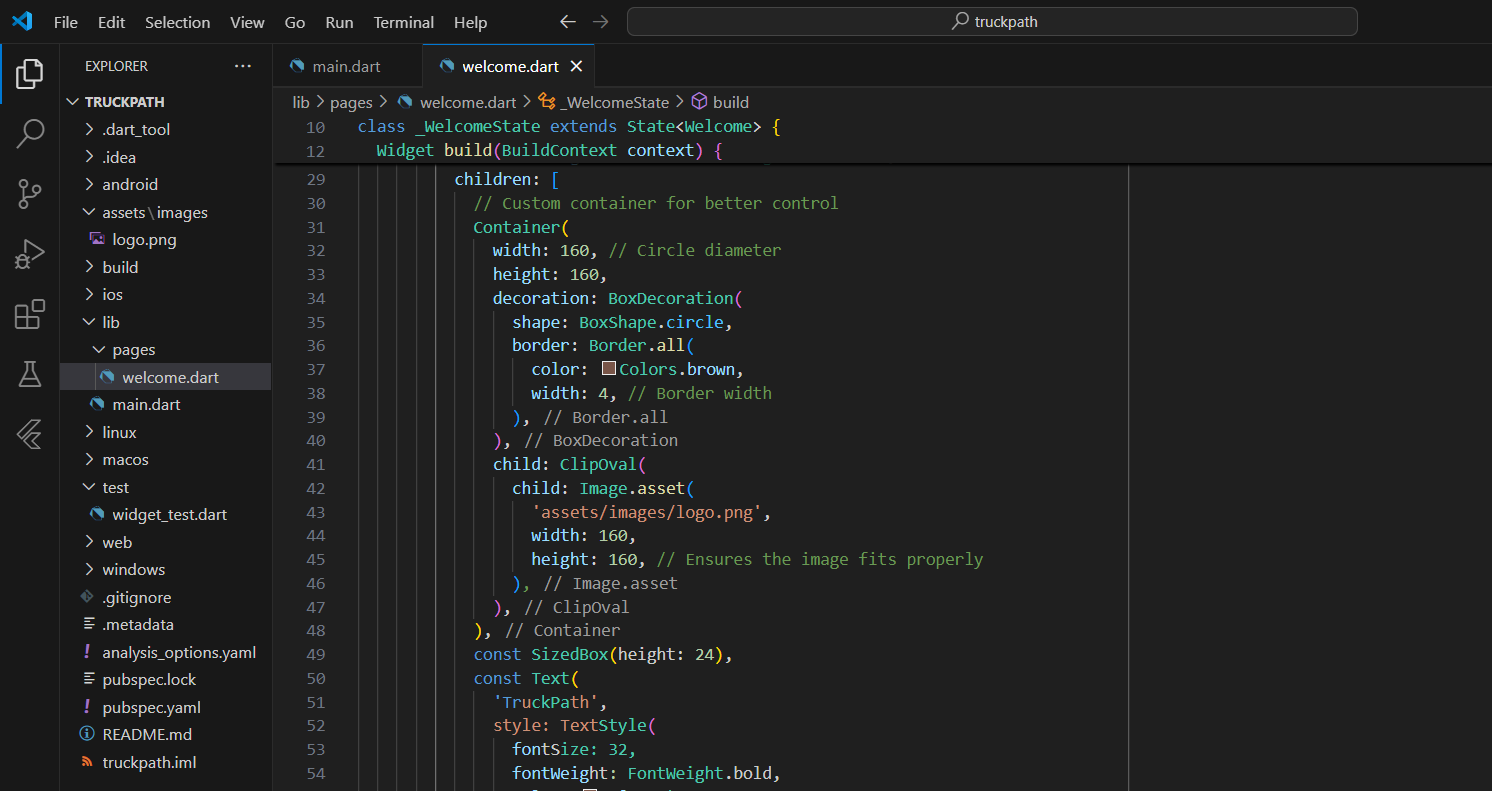 File Edit Selection View Go Run Terminal Help
truckpath
EXPLORER
TRUCKPATH
.dart_tool
.idea
android
assets\images
logo.png
build
ios
lib
pages
welcome.dart
main.dart
linux
macos
test
widget_test.dart
web
windows
.gitignore
.metadata
analysis_options.yaml
pubspec.lock
pubspec.yaml
README.md
truckpath.iml
main.dart welcome.dart
lib > pages > welcome.dart > _WelcomeState > build
10 class _WelcomeState extends State<Welcome> {
12 Widget build(BuildContext context) {
29 children: [
30 // Custom container for better control
31 Container(
32 width: 160, // Circle diameter
33 height: 160,
34 decoration: BoxDecoration(
35 shape: BoxShape.circle,
36 border: Border.all(
37 color: Colors.brown,
38 width: 4, // Border width
39 ), // Border.all
40 ), // BoxDecoration
41 child: ClipOval(
42 child: Image.asset(
43 'assets/images/logo.png',
44 width: 160,
45 height: 160, // Ensures the image fits properly
46 ), // Image.asset
47 ), // ClipOval
48 ), // Container
49 const SizedBox(height: 24),
50 const Text(
51 'TruckPath',
52 style: TextStyle(
53 fontSize: 32,
54 fontWeight: FontWeight.bold,